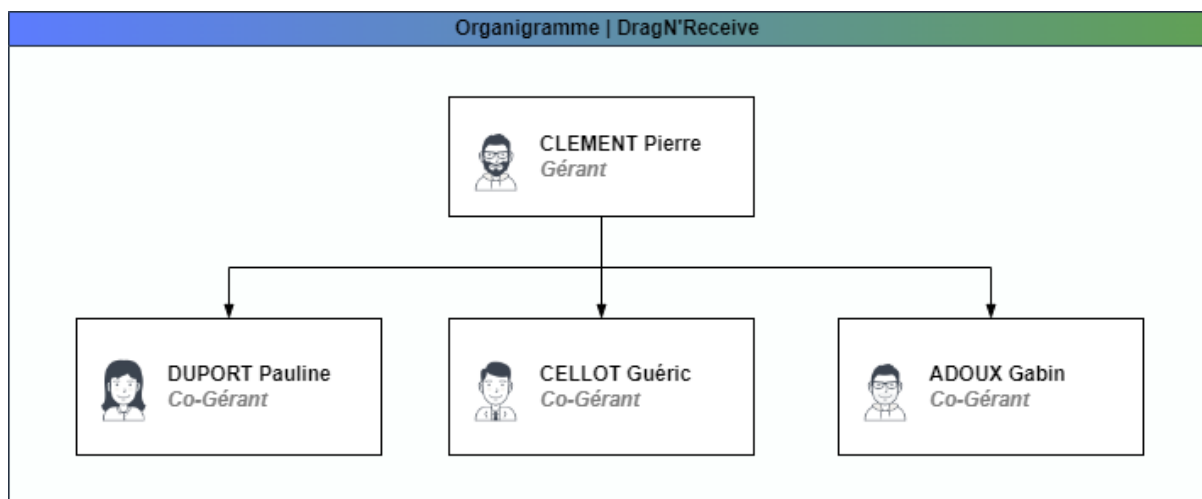 Organigramme | DragN'Receive
CLEMENT Pierre
Gérant
DUPORT Pauline
Co-Gérant
CELLOT Guéric
Co-Gérant
ADOUX Gabin
Co-Gérant